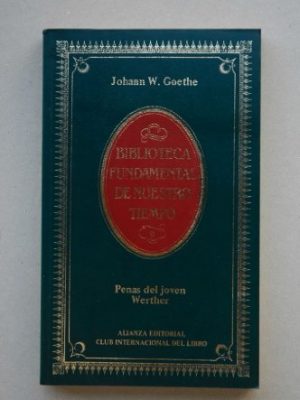 Johann W. Goethe
BIBLIOTECA
FUNDAMENTAL
DE NUESTRO
TIEMPO
Penas del joven
Werther
ALIANZA EDITORIAL
CLUB INTERNACIONAL DEL LIBRO